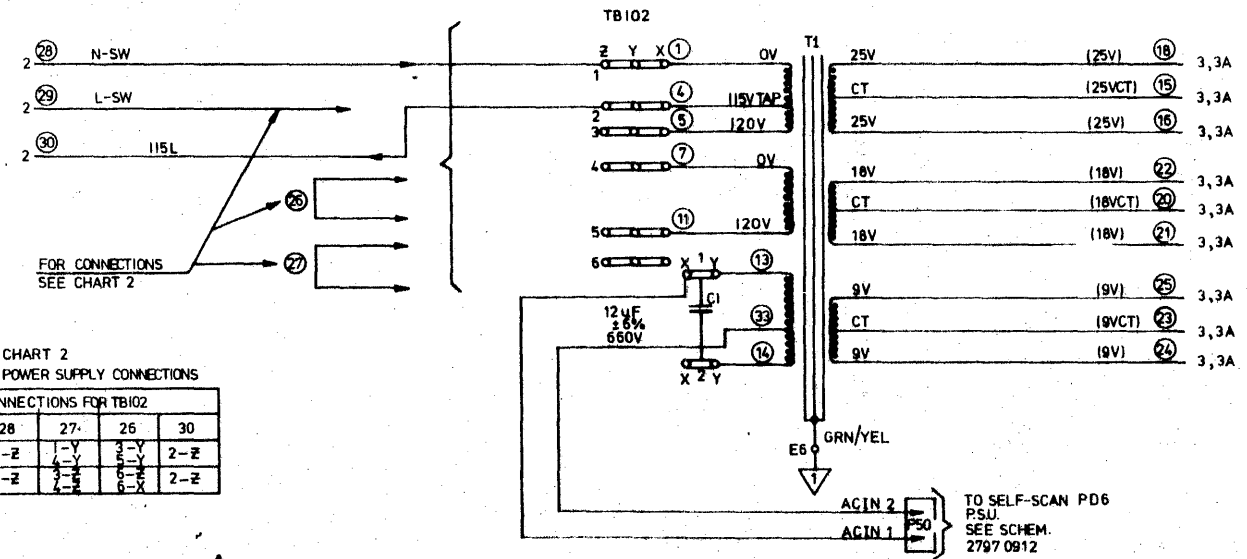 TB102
28 N-SW
2
29 L-SW
2
30 115L
2
26
27
FOR CONNECTIONS
SEE CHART 2
Z Y X 1 0V
1
4 115V TAP
2
3 5 120V
4 7 0V
5 11 120V
6
X 1 Y 13
C1
12 uF
±6%
660V
33
14
X 2 Y
T1
25V (25V) 18 3,3A
CT (25VCT) 15 3,3A
25V (25V) 16 3,3A
18V (18V) 22 3,3A
CT (18VCT) 20 3,3A
18V (18V) 21 3,3A
9V (9V) 25 3,3A
CT (9VCT) 23 3,3A
9V (9V) 24 3,3A
GRN/YEL
E6
1
ACIN 2
ACIN 1
P50
TO SELF-SCAN PD6
P.S.U.
SEE SCHEM.
2797 0912
CHART 2
POWER SUPPLY CONNECTIONS
NNECTIONS FOR TB102
28 27 26 30
-Z 1-Y 4-Y 2-Z
-Z 2-Z